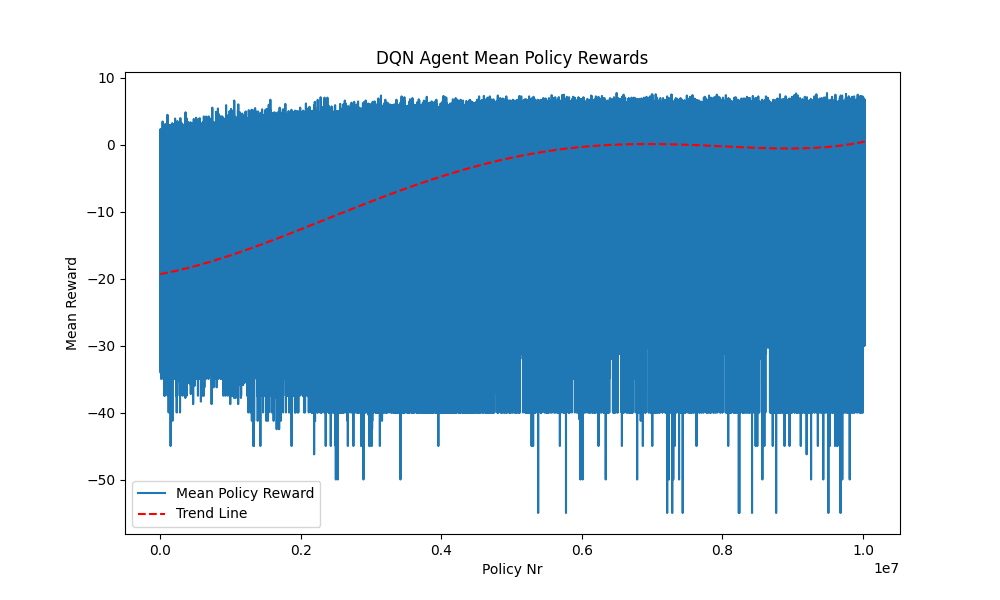 DQN Agent Mean Policy Rewards
10
0
−10
−20
−30
−40
−50
Mean Reward
Mean Policy Reward
Trend Line
0.0
0.2
0.4
0.6
0.8
1.0
1e7
Policy Nr